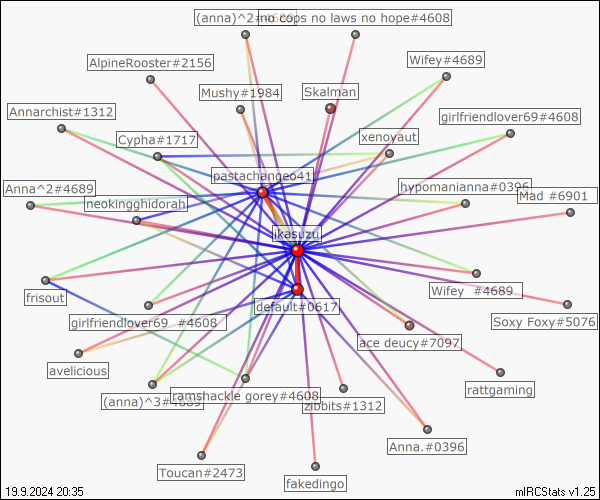 (anna)^2#4689
no cops no laws no hope#4608
AlpineRooster#2156
Wifey#4689
Mushy#1984
Skalman
Annarchist#1312
girlfriendlover69#4608
Cypha#1717
xenoyaut
pastachangeo41
Anna^2#4689
hypomanianna#0396
Mad #6901
neokingghidorah
ikasuzu
frisout
default#0617
Wifey #4689
girlfriendlover69 #4608
Soxy Foxy#5076
ace deucy#7097
avelicious
rattgaming
(anna)^3#4689
ramshackle gorey#4608
zibbits#1312
Anna.#0396
Toucan#2473
fakedingo
19.9.2024 20:35
mIRCStats v1.25